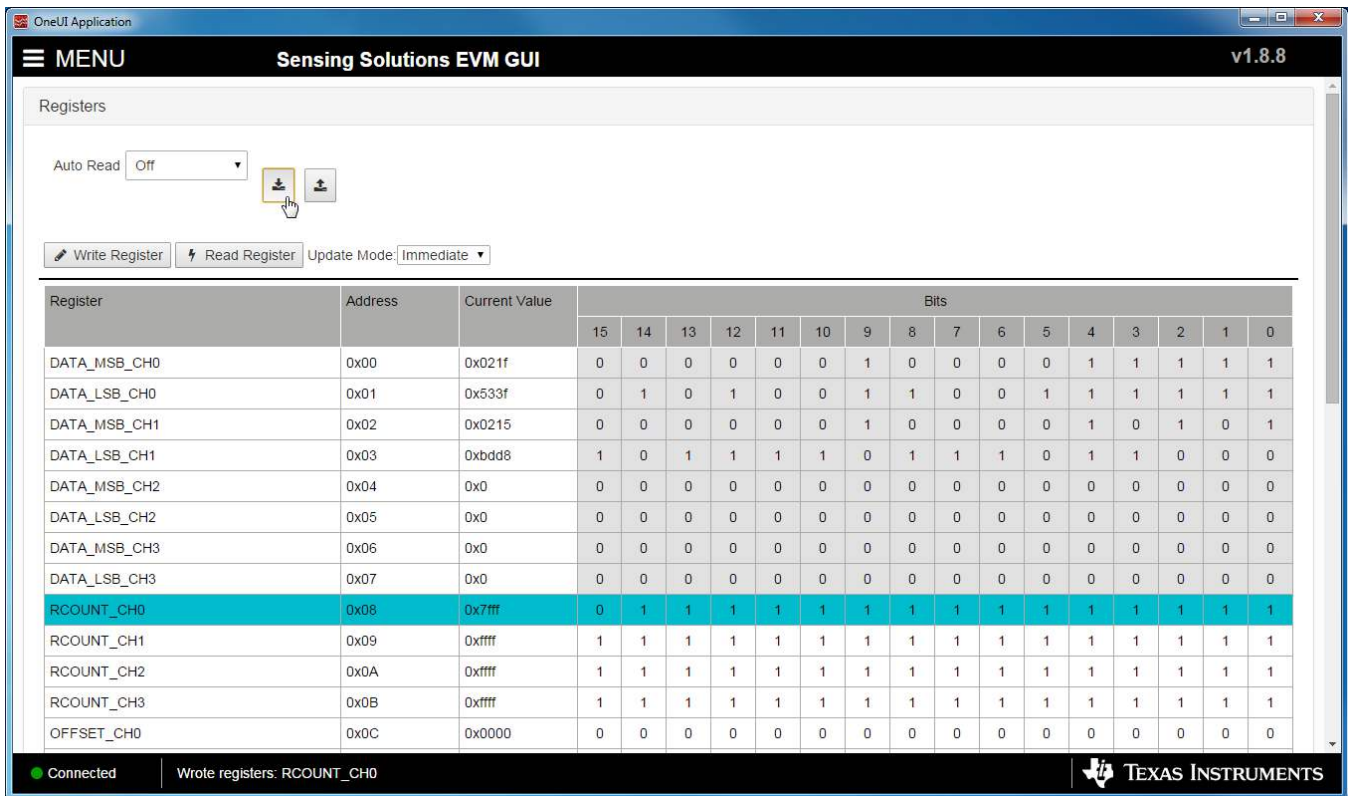 OneUI Application
MENU Sensing Solutions EVM GUI v1.8.8
Registers
Auto Read Off
Write Register Read Register Update Mode: Immediate
Register Address Current Value Bits
15 14 13 12 11 10 9 8 7 6 5 4 3 2 1 0
DATA_MSB_CH0 0x00 0x021f 0 0 0 0 0 0 1 0 0 0 0 1 1 1 1 1
DATA_LSB_CH0 0x01 0x533f 0 1 0 1 0 0 1 1 0 0 1 1 1 1 1 1
DATA_MSB_CH1 0x02 0x0215 0 0 0 0 0 0 1 0 0 0 0 1 0 1 0 1
DATA_LSB_CH1 0x03 0xbdd8 1 0 1 1 1 1 0 1 1 1 0 1 1 0 0 0
DATA_MSB_CH2 0x04 0x0 0 0 0 0 0 0 0 0 0 0 0 0 0 0 0 0
DATA_LSB_CH2 0x05 0x0 0 0 0 0 0 0 0 0 0 0 0 0 0 0 0 0
DATA_MSB_CH3 0x06 0x0 0 0 0 0 0 0 0 0 0 0 0 0 0 0 0 0
DATA_LSB_CH3 0x07 0x0 0 0 0 0 0 0 0 0 0 0 0 0 0 0 0 0
RCOUNT_CH0 0x08 0x7fff 0 1 1 1 1 1 1 1 1 1 1 1 1 1 1 1
RCOUNT_CH1 0x09 0xffff 1 1 1 1 1 1 1 1 1 1 1 1 1 1 1 1
RCOUNT_CH2 0x0A 0xffff 1 1 1 1 1 1 1 1 1 1 1 1 1 1 1 1
RCOUNT_CH3 0x0B 0xffff 1 1 1 1 1 1 1 1 1 1 1 1 1 1 1 1
OFFSET_CH0 0x0C 0x0000 0 0 0 0 0 0 0 0 0 0 0 0 0 0 0 0
Connected Wrote registers: RCOUNT_CH0 TEXAS INSTRUMENTS